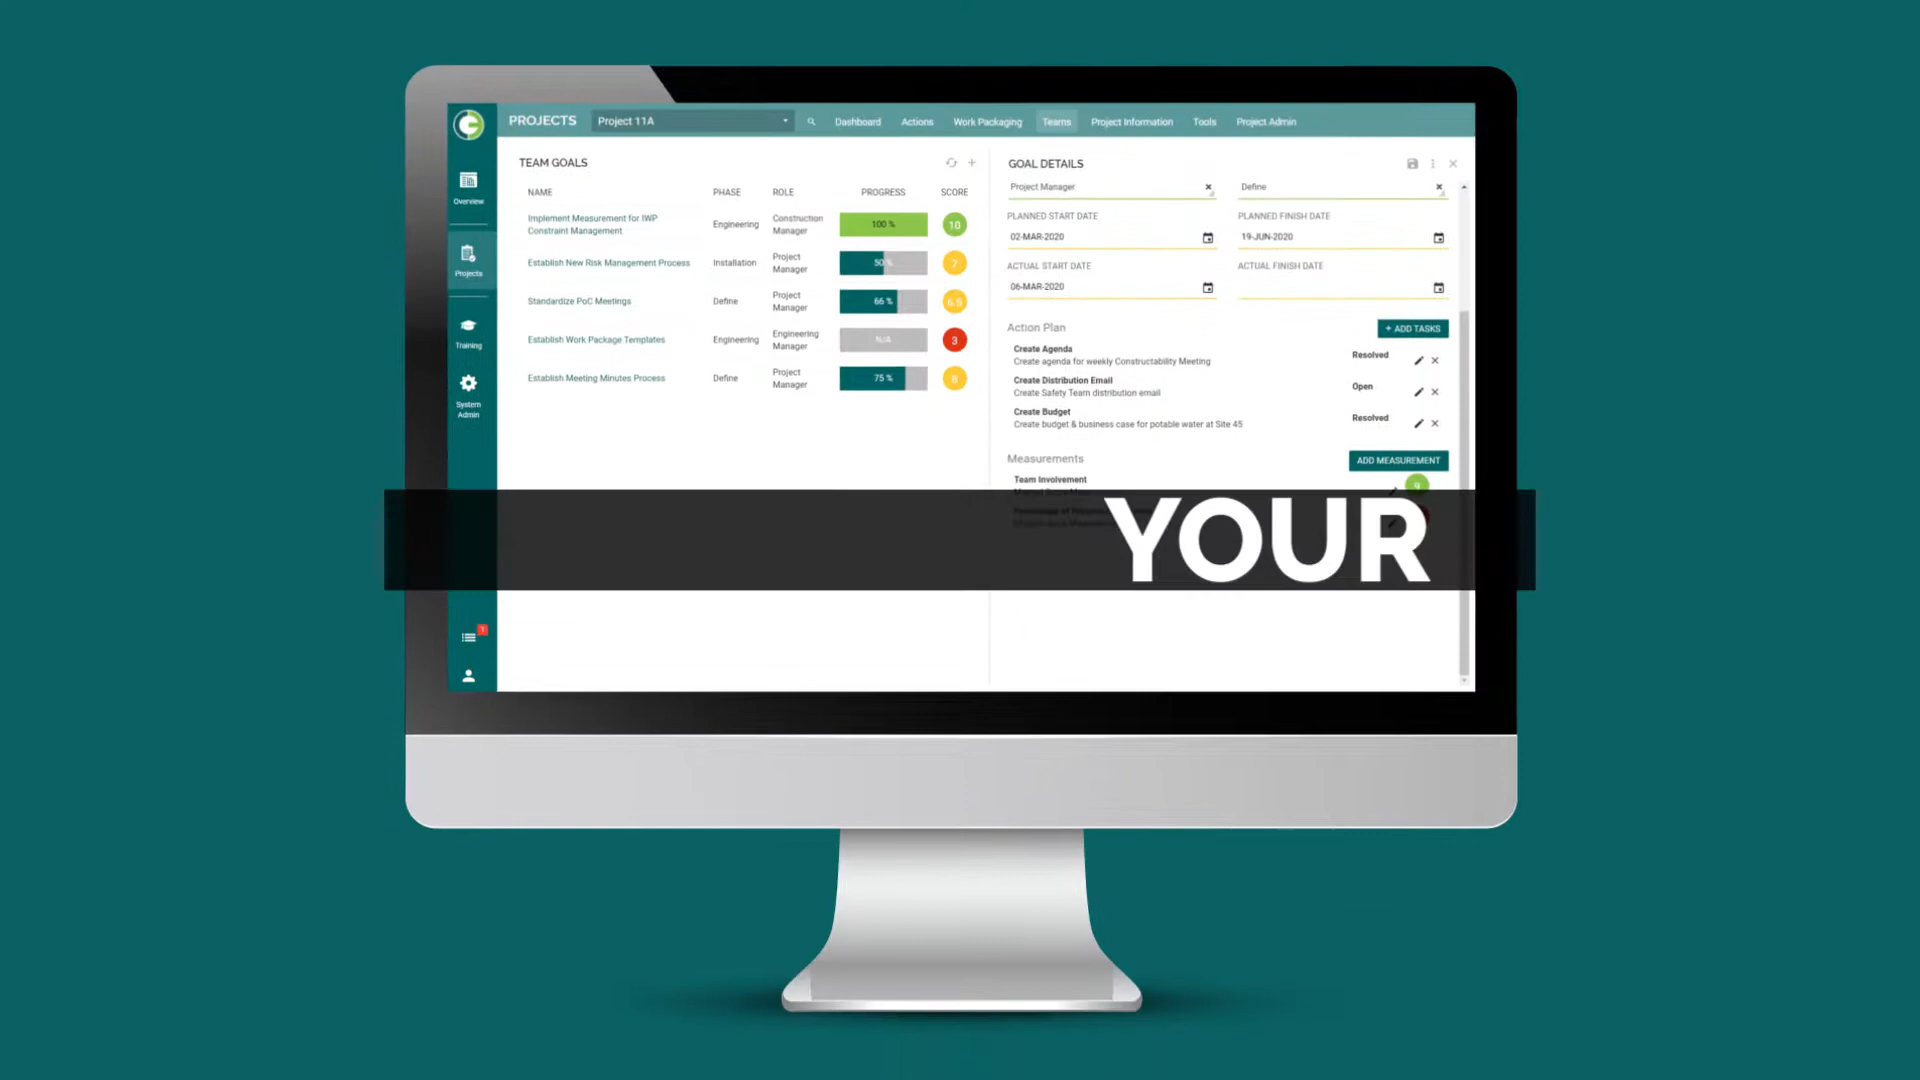 PROJECTS
Project 11A
Dashboard
Actions
Work Packaging
Teams
Project Information
Tools
Project Admin
Overview
Projects
Training
System
Admin
1
TEAM GOALS
NAME PHASE ROLE PROGRESS SCORE
Implement Measurement for IWP
Constraint Management
Engineering
Construction
Manager
100 %
10
Establish New Risk Management Process
Installation
Project
Manager
50 %
7
Standardize PoC Meetings
Define
Project
Manager
66 %
6.5
Establish Work Package Templates
Engineering
Engineering
Manager
N/A
3
Establish Meeting Minutes Process
Define
Project
Manager
75 %
8
GOAL DETAILS
Project Manager
Define
PLANNED START DATE
PLANNED FINISH DATE
02-MAR-2020
19-JUN-2020
ACTUAL START DATE
ACTUAL FINISH DATE
06-MAR-2020
Action Plan
+ ADD TASKS
Create Agenda
Create agenda for weekly Constructability Meeting
Resolved
Create Distribution Email
Create Safety Team distribution email
Open
Create Budget
Create budget & business case for potable water at Site 45
Resolved
Measurements
ADD MEASUREMENT
Team Involvement
9
YOUR